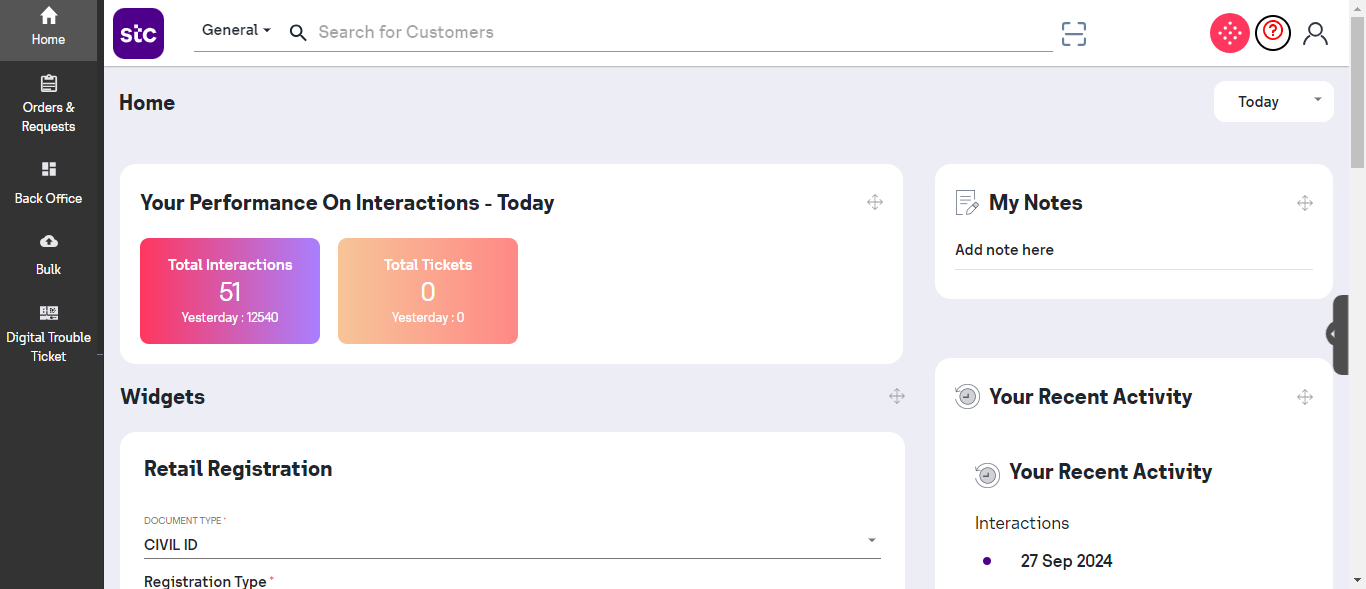 Home
Orders &
Requests
Back Office
Bulk
Digital Trouble
Ticket
stc
General
Search for Customers
Home
Today
Your Performance On Interactions - Today
Total Interactions
51
Yesterday : 12540
Total Tickets
0
Yesterday : 0
My Notes
Add note here
Widgets
Retail Registration
DOCUMENT TYPE *
CIVIL ID
Registration Type *
Your Recent Activity
Your Recent Activity
Interactions
27 Sep 2024